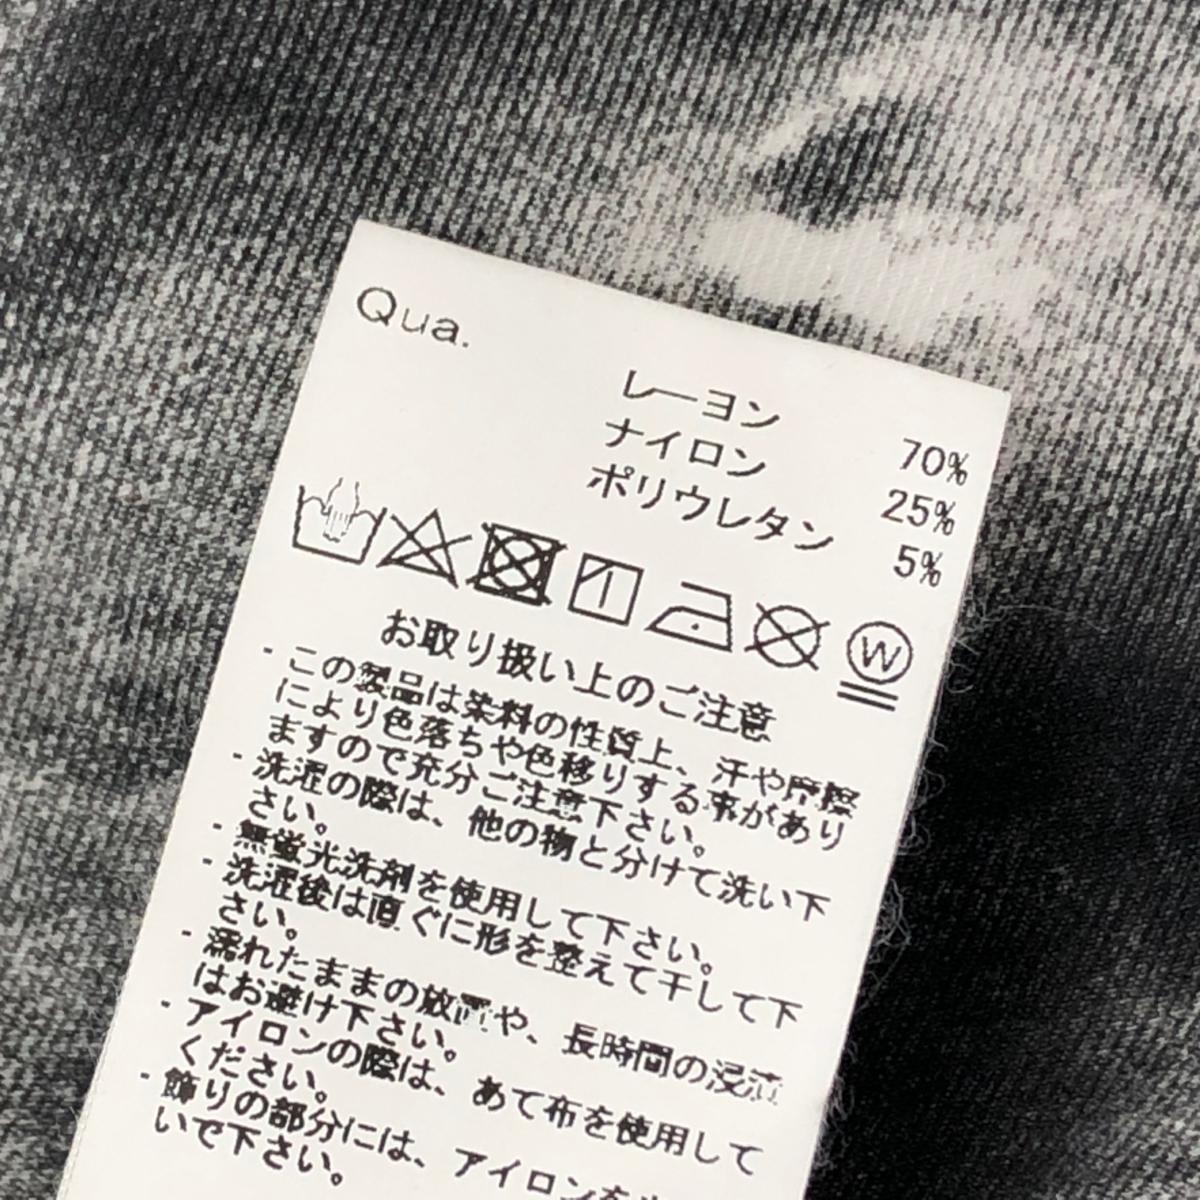 Qua.
レーヨン 70%
ナイロン 25%
ポリウレタン 5%
W
お取り扱い上のご注意
・この製品は染料の性質上、汗や摩擦
により色落ちや色移りする事があり
ますので充分ご注意下さい。
・洗濯の際は、他の物と分けて洗い下
さい。
・無蛍光洗剤を使用して下さい。
・洗濯後は直ぐに形を整えて干して下
さい。
・濡れたままの放置や、長時間の浸漬
はお避け下さい。
・アイロンの際は、あて布を使用して
ください。
・飾りの部分には、アイロンを
いで下さい。